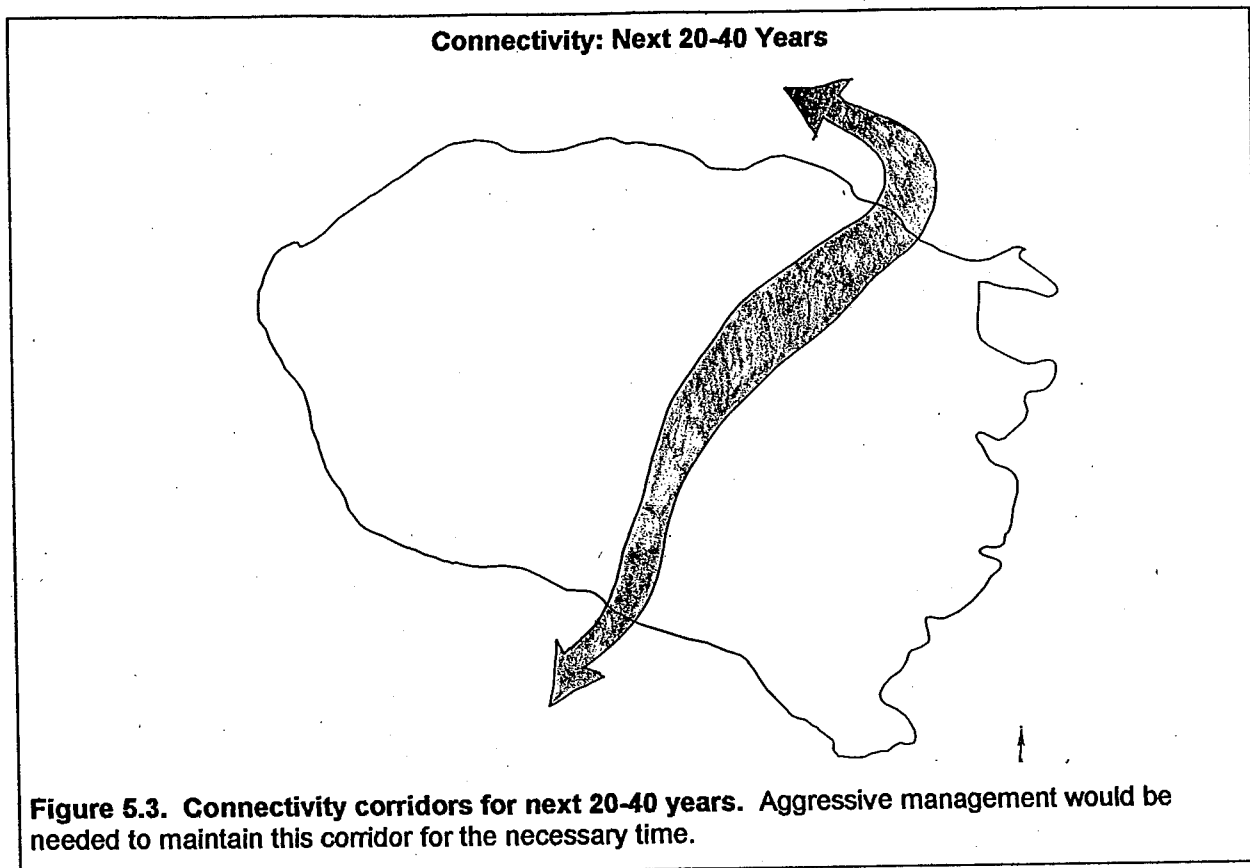 Connectivity: Next 20-40 Years
Figure 5.3. Connectivity corridors for next 20-40 years. Aggressive management would be
needed to maintain this corridor for the necessary time.